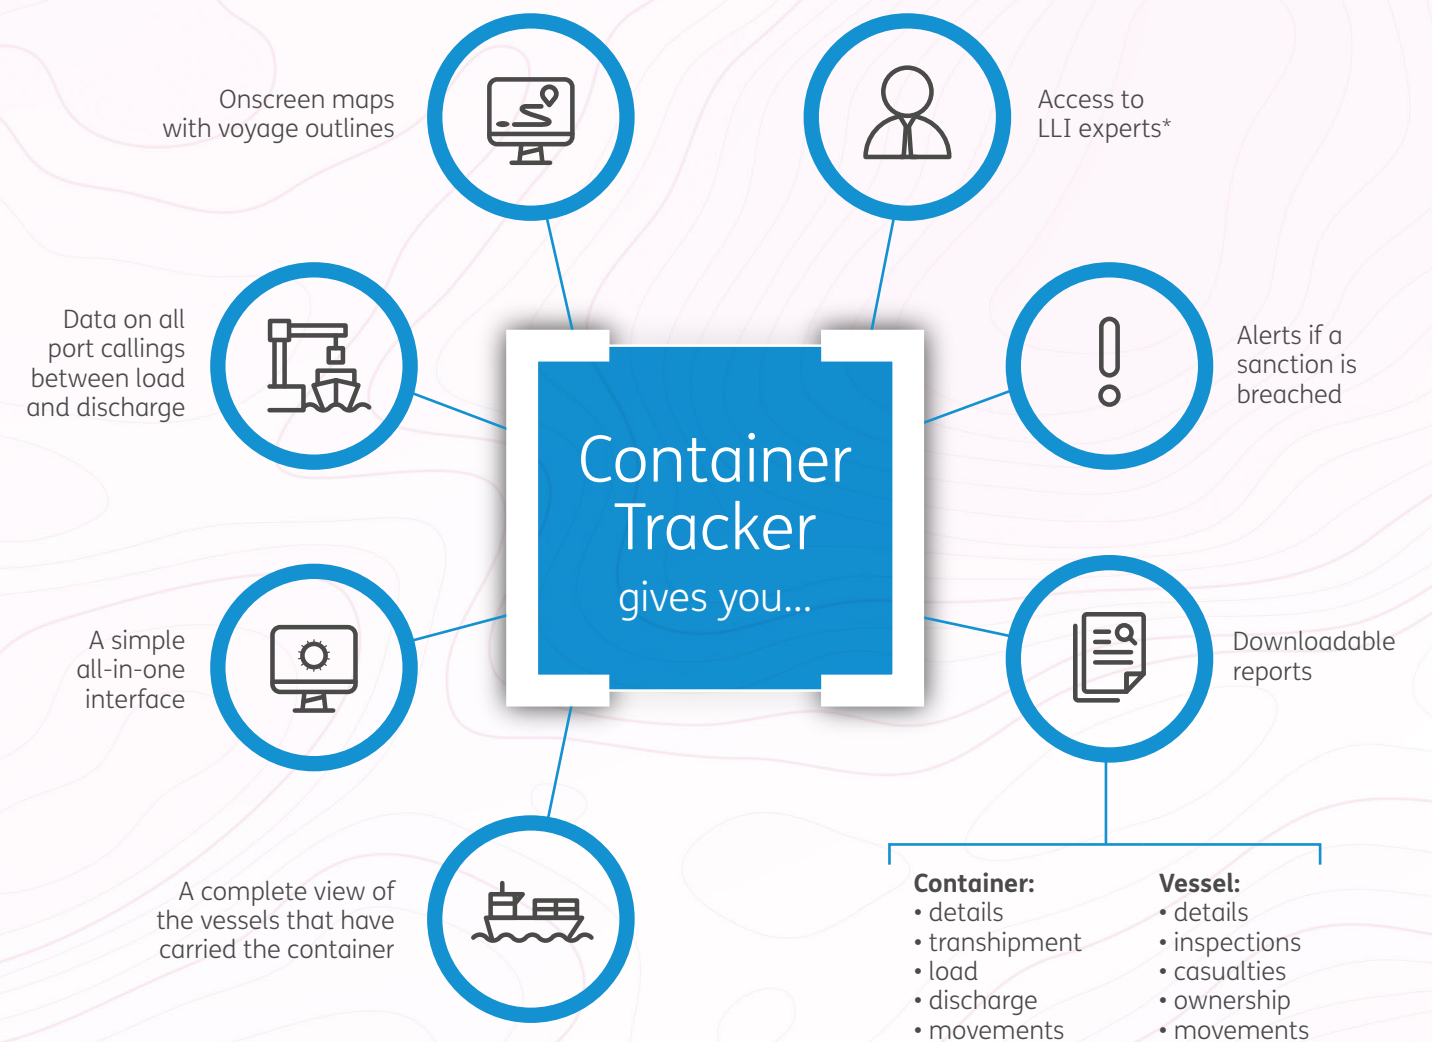 Onscreen maps
with voyage outlines
Access to
LLI experts*
Data on all
port callings
between load
and discharge
Alerts if a
sanction is
breached
Container
Tracker
gives you...
A simple
all-in-one
interface
Downloadable
reports
A complete view of
the vessels that have
carried the container
Container:
• details
• transhipment
• load
• discharge
• movements
Vessel:
• details
• inspections
• casualties
• ownership
• movements